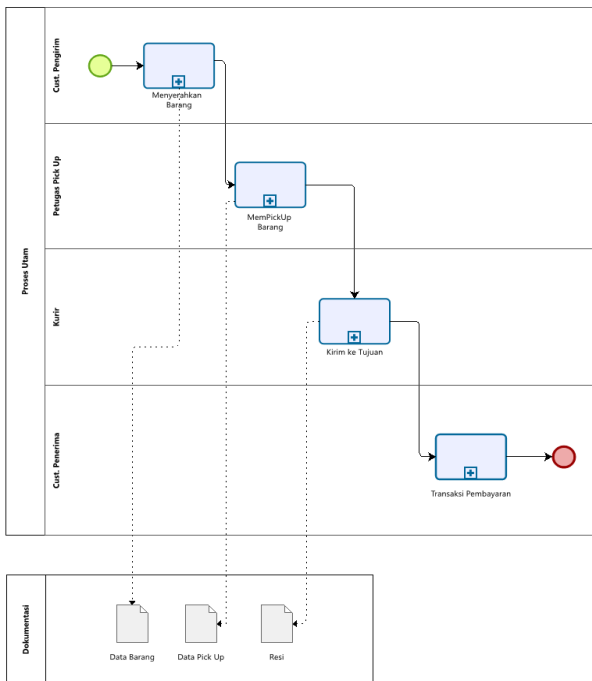 Proses Utam
Cust. Pengirim
Menyerahkan
Barang
Petugas Pick Up
MemPickUp
Barang
Kurir
Kirim ke Tujuan
Cust. Penerima
Transaksi Pembayaran
Dokumentasi
Data Barang
Data Pick Up
Resi